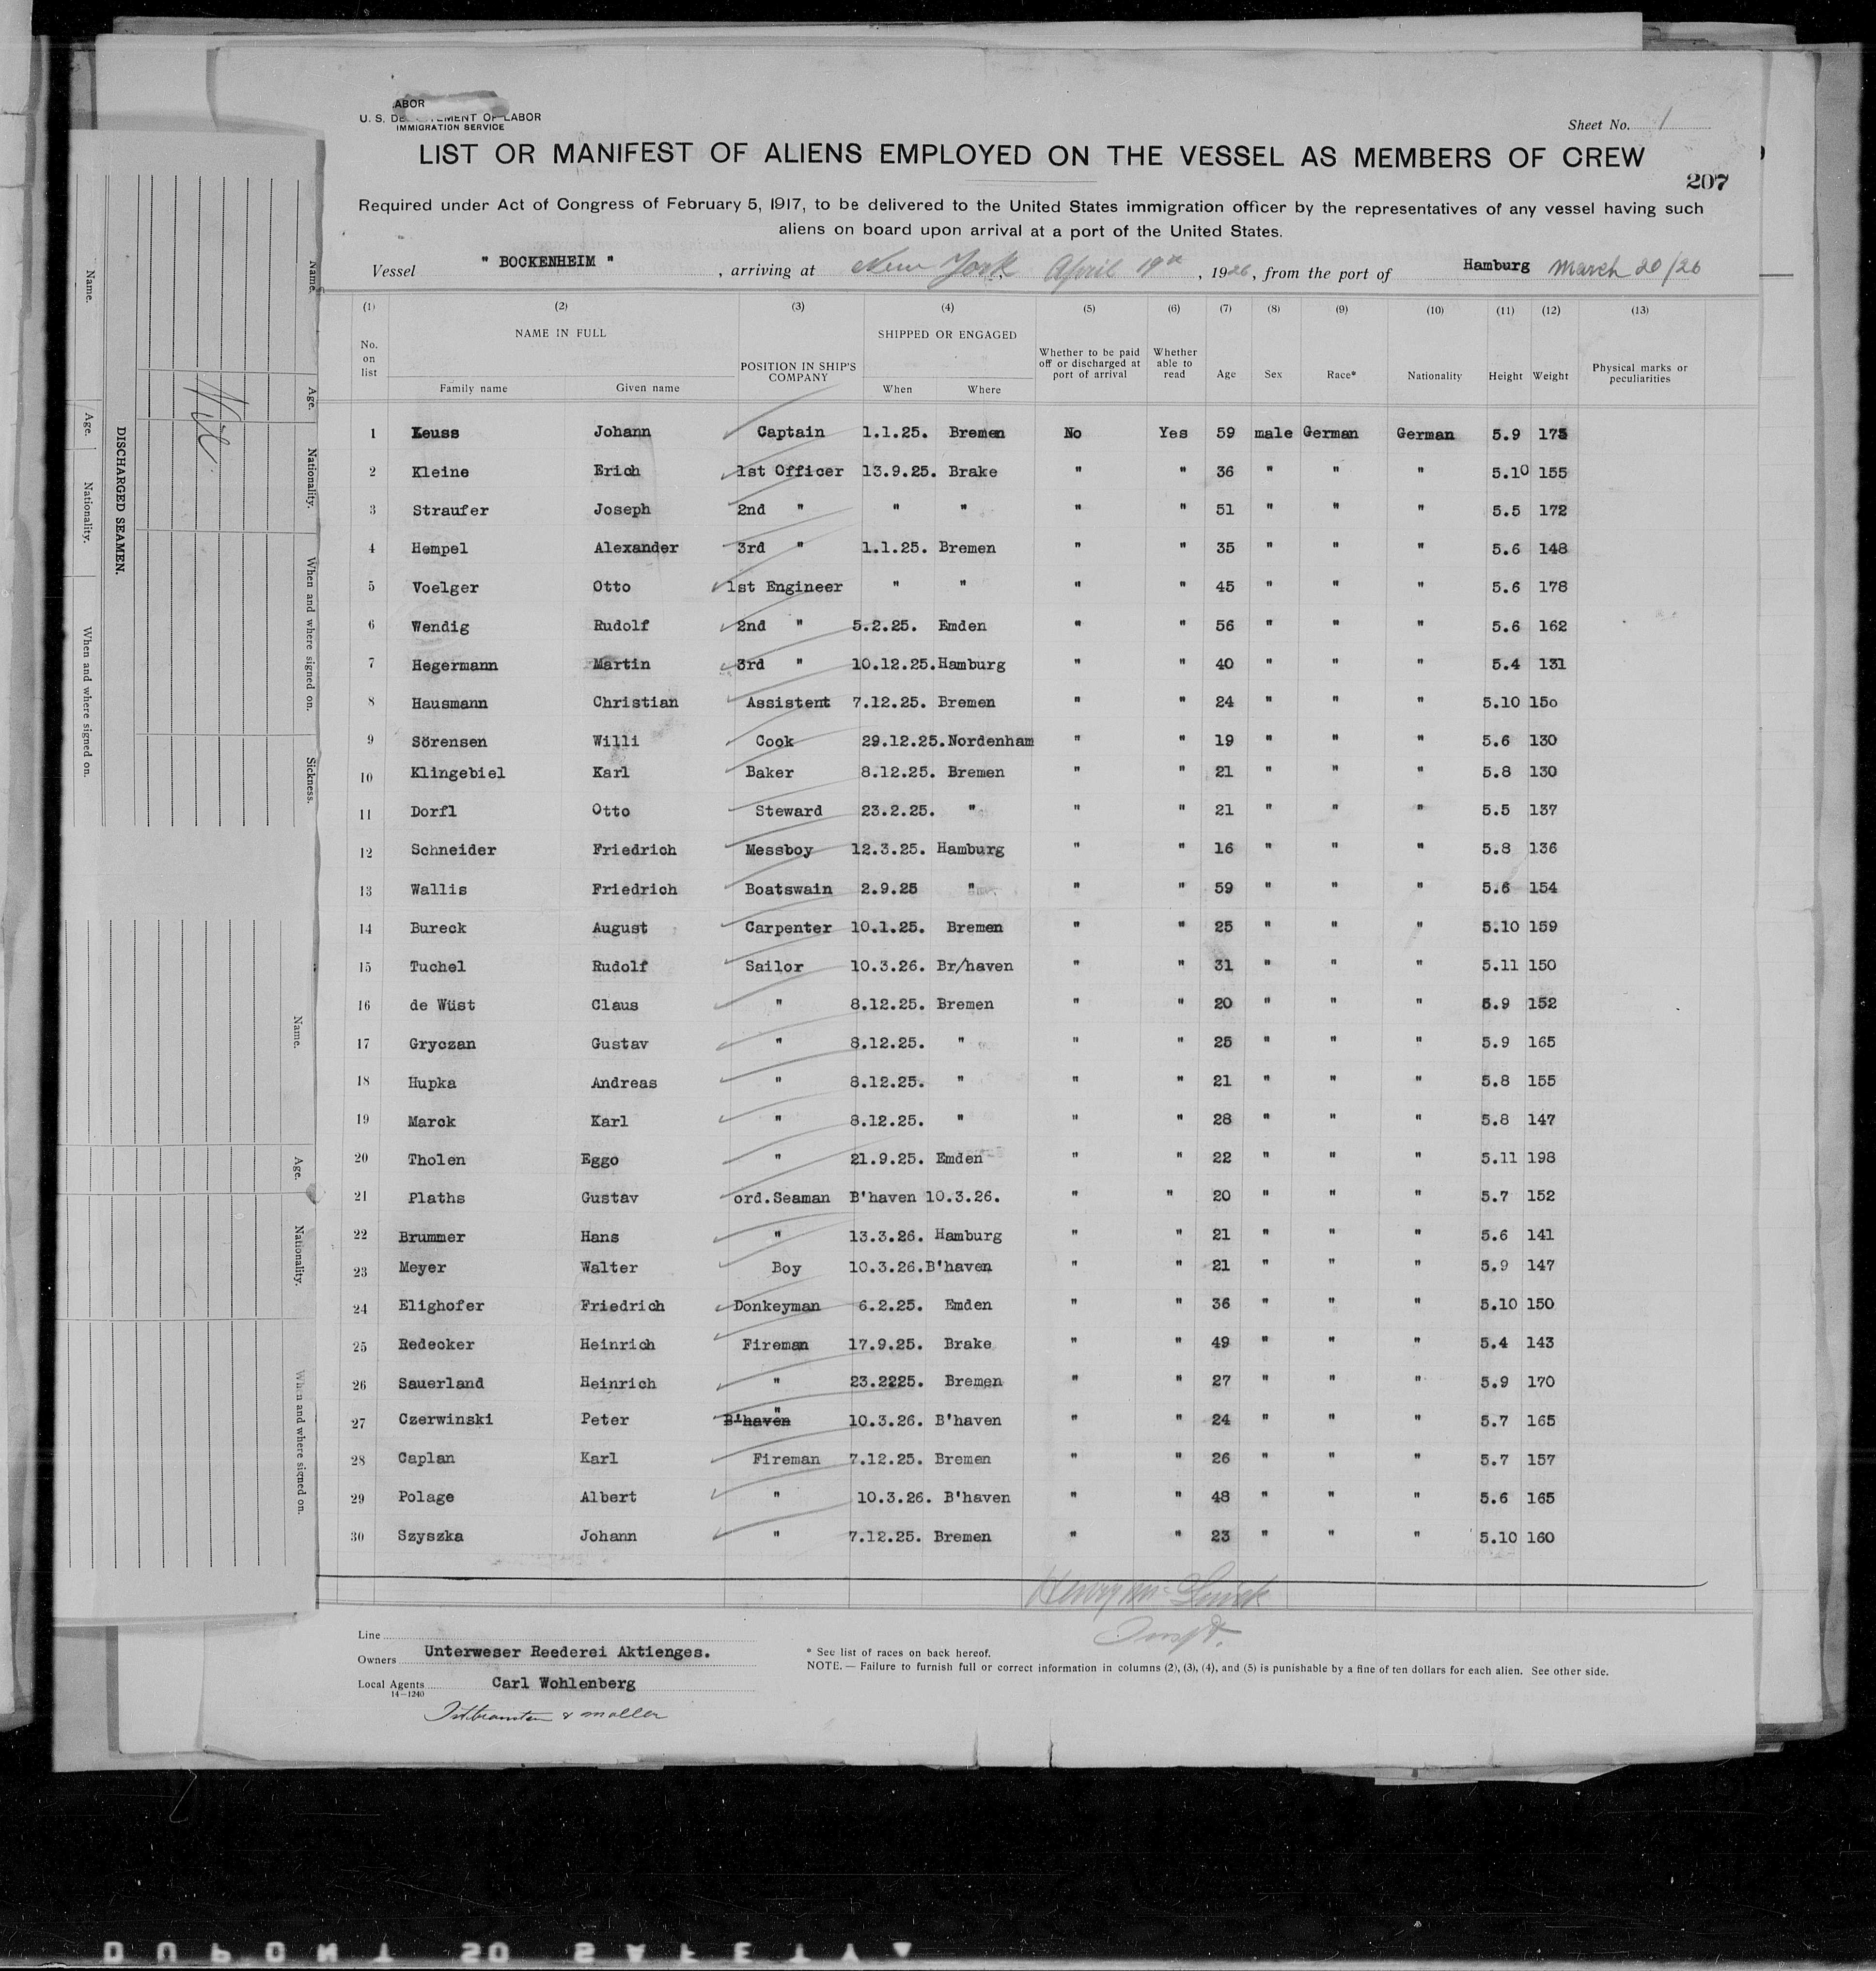 ABOR
U. S. DE    TEMENT OF LABOR
IMMIGRATION SERVICE
Sheet No. 1
LIST OR MANIFEST OF ALIENS EMPLOYED ON THE VESSEL AS MEMBERS OF CREW
207
Required under Act of Congress of February 5, 1917, to be delivered to the United States immigration officer by the representatives of any vessel having such
aliens on board upon arrival at a port of the United States.
Vessel " BOCKENHEIM " , arriving at New York, April 19th , 1926, from the port of Hamburg March 20/26
(1) (2) (3) (4) (5) (6) (7) (8) (9) (10) (11) (12) (13)
No. on list NAME IN FULL Family name Given name POSITION IN SHIP'S COMPANY SHIPPED OR ENGAGED When Where Whether to be paid off or discharged at port of arrival Whether able to read Age Sex Race* Nationality Height Weight Physical marks or peculiarities
1 Keuss Johann Captain 1.1.25. Bremen No Yes 59 male German German 5.9 175
2 Kleine Erich 1st Officer 13.9.25. Brake " " 36 " " " 5.10 155
3 Straufer Joseph 2nd " " " " " 51 " " " 5.5 172
4 Hempel Alexander 3rd " 1.1.25. Bremen " " 35 " " " 5.6 148
5 Voelger Otto 1st Engineer " " " " 45 " " " 5.6 178
6 Wendig Rudolf 2nd " 5.2.25. Emden " " 56 " " " 5.6 162
7 Hegermann Martin 3rd " 10.12.25. Hamburg " " 40 " " " 5.4 131
8 Hausmann Christian Assistent 7.12.25. Bremen " " 24 " " " 5.10 15o
9 Sörensen Willi Cook 29.12.25. Nordenham " " 19 " " " 5.6 130
10 Klingebiel Karl Baker 8.12.25. Bremen " " 21 " " " 5.8 130
11 Dorfl Otto Steward 23.2.25. " " " 21 " " " 5.5 137
12 Schneider Friedrich Messboy 12.3.25. Hamburg " " 16 " " " 5.8 136
13 Wallis Friedrich Boatswain 2.9.25 " " " 59 " " " 5.6 154
14 Bureck August Carpenter 10.1.25. Bremen " " 25 " " " 5.10 159
15 Tuchel Rudolf Sailor 10.3.26. Br/haven " " 31 " " " 5.11 150
16 de Wüst Claus " 8.12.25. Bremen " " 20 " " " 5.9 152
17 Gryczan Gustav " 8.12.25. " " " 25 " " " 5.9 165
18 Hupka Andreas " 8.12.25. " " " 21 " " " 5.8 155
19 Marck Karl " 8.12.25. " " " 28 " " " 5.8 147
20 Tholen Eggo " 21.9.25. Emden " " 22 " " " 5.11 198
21 Plaths Gustav ord.Seaman B'haven 10.3.26. " " 20 " " " 5.7 152
22 Brummer Hans " 13.3.26. Hamburg " " 21 " " " 5.6 141
23 Meyer Walter Boy 10.3.26. B'haven " " 21 " " " 5.9 147
24 Elighofer Friedrich Donkeyman 6.2.25. Emden " " 36 " " " 5.10 150
25 Redecker Heinrich Fireman 17.9.25. Brake " " 49 " " " 5.4 143
26 Sauerland Heinrich " 23.2225. Bremen " " 27 " " " 5.9 170
27 Czerwinski Peter B'haven " 10.3.26. B'haven " " 24 " " " 5.7 165
28 Caplan Karl Fireman 7.12.25. Bremen " " 26 " " " 5.7 157
29 Polage Albert " 10.3.26. B'haven " " 48 " " " 5.6 165
30 Szyszka Johann " 7.12.25. Bremen " " 23 " " " 5.10 160
Line
Owners Unterweser Reederei Aktienges.
Local Agents Carl Wohlenberg
14—1240
& Moller
* See list of races on back hereof.
NOTE. — Failure to furnish full or correct information in columns (2), (3), (4), and (5) is punishable by a fine of ten dollars for each alien. See other side.
DISCHARGED SEAMEN.
Name.
Age.
Nationality.
When and where signed on.
Name.
Age.
Nationality.
When and where signed on.
Sickness.
Name.
Age.
Nationality.
When and where signed on.
DUPONT SO SAFETY